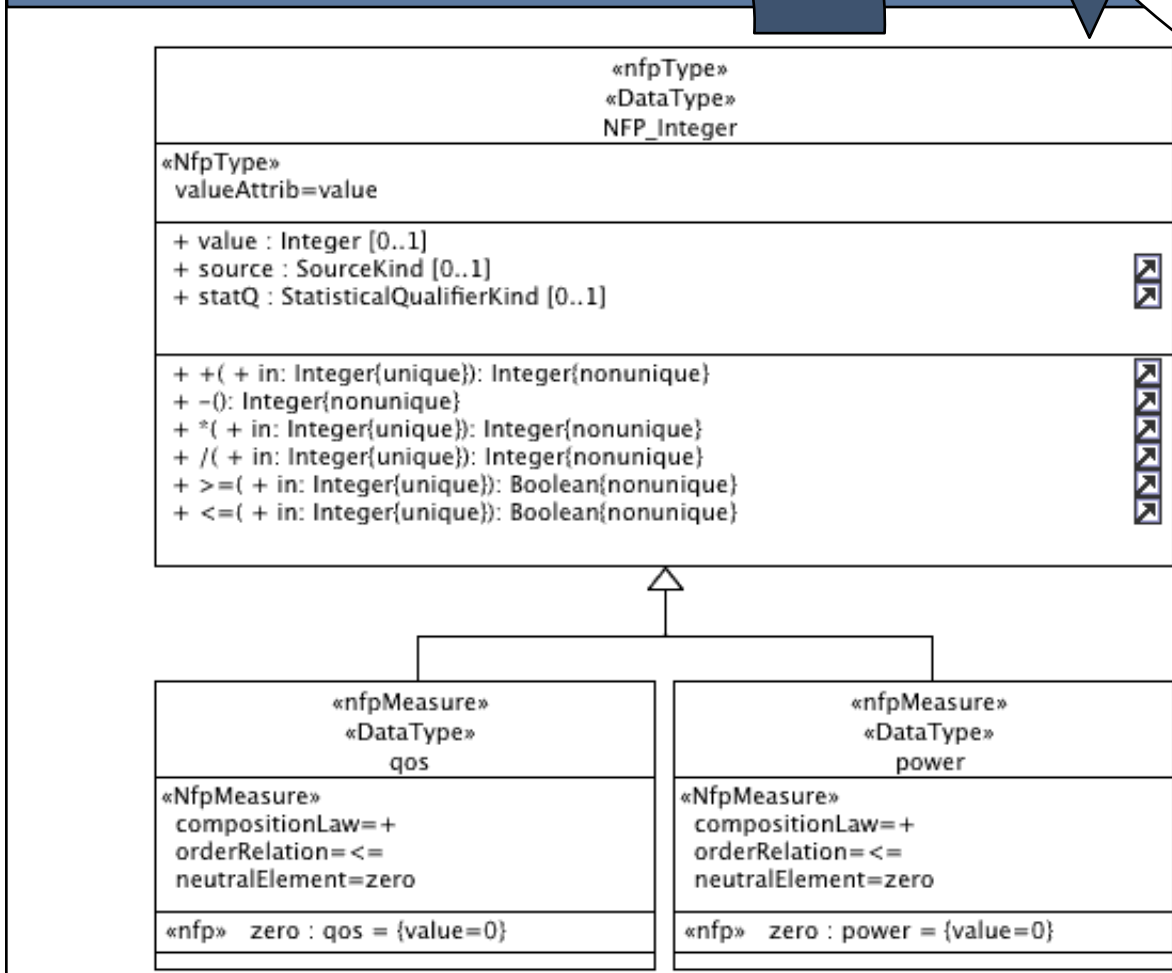 «nfpType»
«DataType»
NFP_Integer
«NfpType»
valueAttrib=value
+ value : Integer [0..1]
+ source : SourceKind [0..1]
+ statQ : StatisticalQualifierKind [0..1]
+ +( + in: Integer{unique}): Integer{nonunique}
+ -(): Integer{nonunique}
+ *( + in: Integer{unique}): Integer{nonunique}
+ /( + in: Integer{unique}): Integer{nonunique}
+ >=( + in: Integer{unique}): Boolean{nonunique}
+ <=( + in: Integer{unique}): Boolean{nonunique}
«nfpMeasure»
«DataType»
qos
«NfpMeasure»
compositionLaw=+
orderRelation=<=
neutralElement=zero
«nfp» zero : qos = {value=0}
«nfpMeasure»
«DataType»
power
«NfpMeasure»
compositionLaw=+
orderRelation=<=
neutralElement=zero
«nfp» zero : power = {value=0}